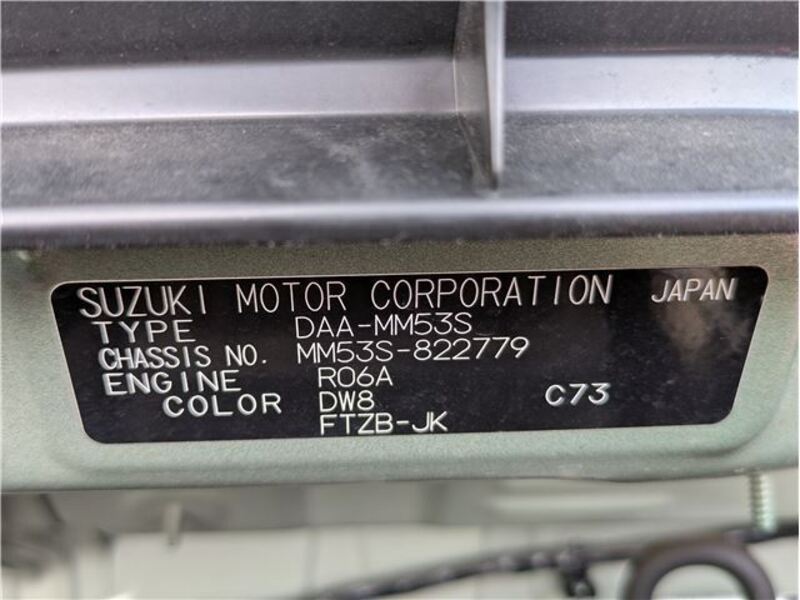 SUZUKI MOTOR CORPORATION JAPAN
TYPE DAA-MM53S
CHASSIS NO. MM53S-822779
ENGINE R06A
COLOR DW8 C73
FTZB-JK